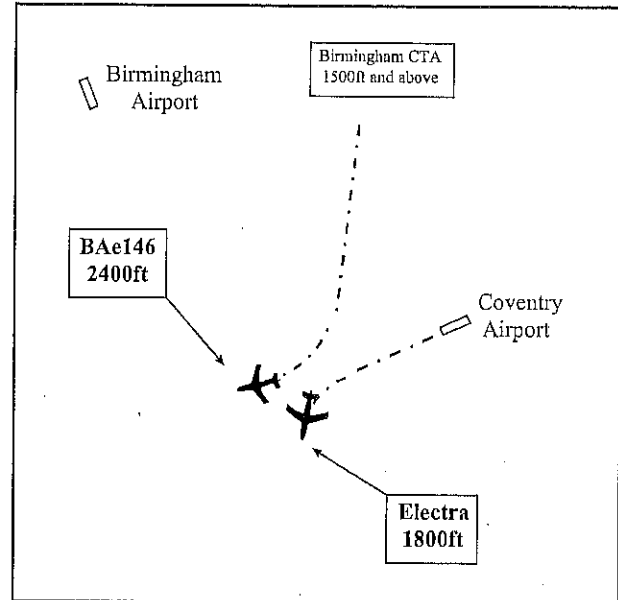 Birmingham CTA
1500ft and above
Birmingham
Airport
BAe146
2400ft
Coventry
Airport
Electra
1800ft